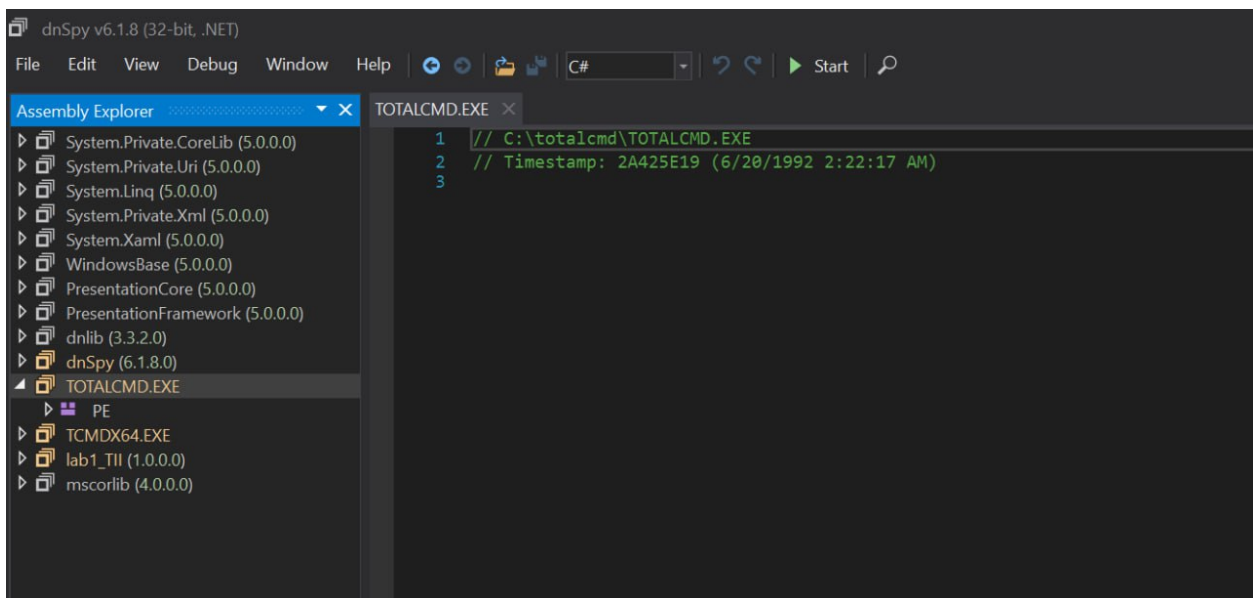 dnSpy v6.1.8 (32-bit, .NET)
File Edit View Debug Window Help C# Start
Assembly Explorer
System.Private.CoreLib (5.0.0.0)
System.Private.Uri (5.0.0.0)
System.Linq (5.0.0.0)
System.Private.Xml (5.0.0.0)
System.Xaml (5.0.0.0)
WindowsBase (5.0.0.0)
PresentationCore (5.0.0.0)
PresentationFramework (5.0.0.0)
dnlib (3.3.2.0)
dnSpy (6.1.8.0)
TOTALCMD.EXE
PE
TCMDX64.EXE
lab1_TII (1.0.0.0)
mscorlib (4.0.0.0)
TOTALCMD.EXE
1 // C:\totalcmd\TOTALCMD.EXE
2 // Timestamp: 2A425E19 (6/20/1992 2:22:17 AM)
3